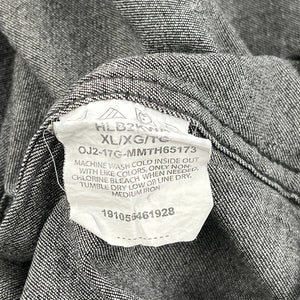 XL/XG/TG
OJ2-17G-MMTH65173
MACHINE WASH COLD INSIDE OUT
WITH LIKE COLORS, ONLY NON-
CHLORINE BLEACH WHEN NEEDED,
TUMBLE DRY LOW OR LINE DRY,
MEDIUM IRON